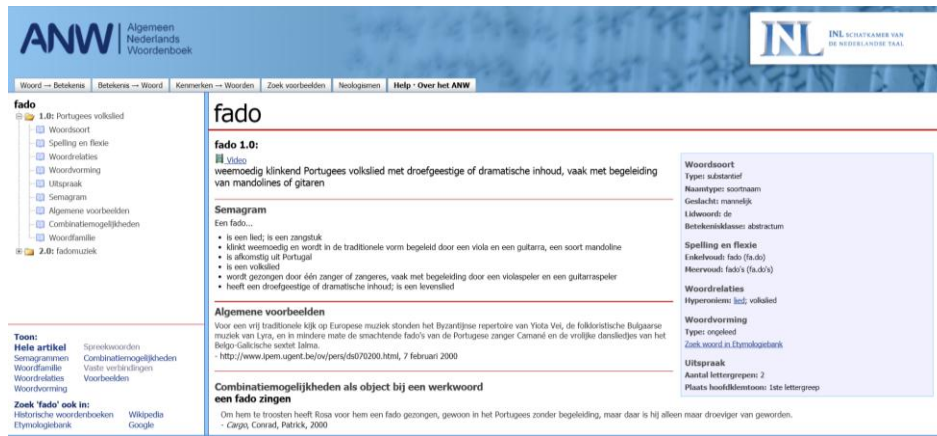 ANW
Algemeen
Nederlands
Woordenboek
INL SCHATKAMER VAN
DE NEDERLANDSE TAAL
Woord → Betekenis
Betekenis → Woord
Kenmerken → Woorden
Zoek voorbeelden
Neologismen
Help · Over het ANW
fado
1.0: Portugees volkslied
Woordsoort
Spelling en flexie
Woordrelaties
Woordvorming
Uitspraak
Semagram
Algemene voorbeelden
Combinatiemogelijkheden
Woordfamilie
2.0: fadomuziek
Toon:
Hele artikel Spreekwoorden
Semagrammen Combinatiemogelijkheden
Woordfamilie Vaste verbindingen
Woordrelaties Voorbeelden
Woordvorming
Zoek 'fado' ook in:
Historische woordenboeken Wikipedia
Etymologiebank Google
fado
fado 1.0:
Video
weemoedig klinkend Portugees volkslied met droefgeestige of dramatische inhoud, vaak met begeleiding
van mandolines of gitaren
Semagram
Een fado...
• is een lied; is een zangstuk
• klinkt weemoedig en wordt in de traditionele vorm begeleid door een viola en een guitarra, een soort mandoline
• is afkomstig uit Portugal
• is een volkslied
• wordt gezongen door één zanger of zangeres, vaak met begeleiding door een violaspeler en een guitarraspeler
• heeft een droefgeestige of dramatische inhoud; is een levenslied
Algemene voorbeelden
Voor een vrij traditionele kijk op Europese muziek stonden het Byzantijnse repertoire van Yiota Vei, de folkloristische Bulgaarse
muziek van Lyra, en in mindere mate de smachtende fado's van de Portugese zanger Camané en de vrolijke dansliedjes van het
Belgo-Galicische sextet Ialma.
- http://www.ipem.ugent.be/ov/pers/ds070200.html, 7 februari 2000
Combinatiemogelijkheden als object bij een werkwoord
een fado zingen
Om hem te troosten heeft Rosa voor hem een fado gezongen, gewoon in het Portugees zonder begeleiding, maar daar is hij alleen maar droeviger van geworden.
- Cargo, Conrad, Patrick, 2000
Woordsoort
Type: substantief
Naamtype: soortnaam
Geslacht: mannelijk
Lidwoord: de
Betekenisklasse: abstractum
Spelling en flexie
Enkelvoud: fado (fa.do)
Meervoud: fado's (fa.do's)
Woordrelaties
Hyperoniem: lied; volkslied
Woordvorming
Type: ongeleed
Zoek woord in Etymologiebank
Uitspraak
Aantal lettergrepen: 2
Plaats hoofdklemtoon: 1ste lettergreep